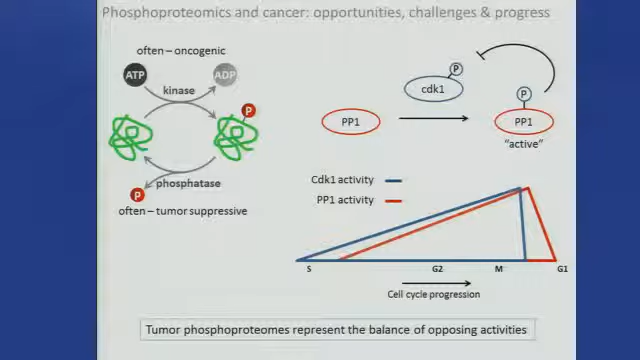 Phosphoproteomics and cancer: opportunities, challenges & progress
often – oncogenic
ATP
ADP
kinase
P
phosphatase
P
often – tumor suppressive
P
cdk1
P
PP1
PP1
"active"
Cdk1 activity
PP1 activity
S
G2
M
G1
Cell cycle progression
Tumor phosphoproteomes represent the balance of opposing activities